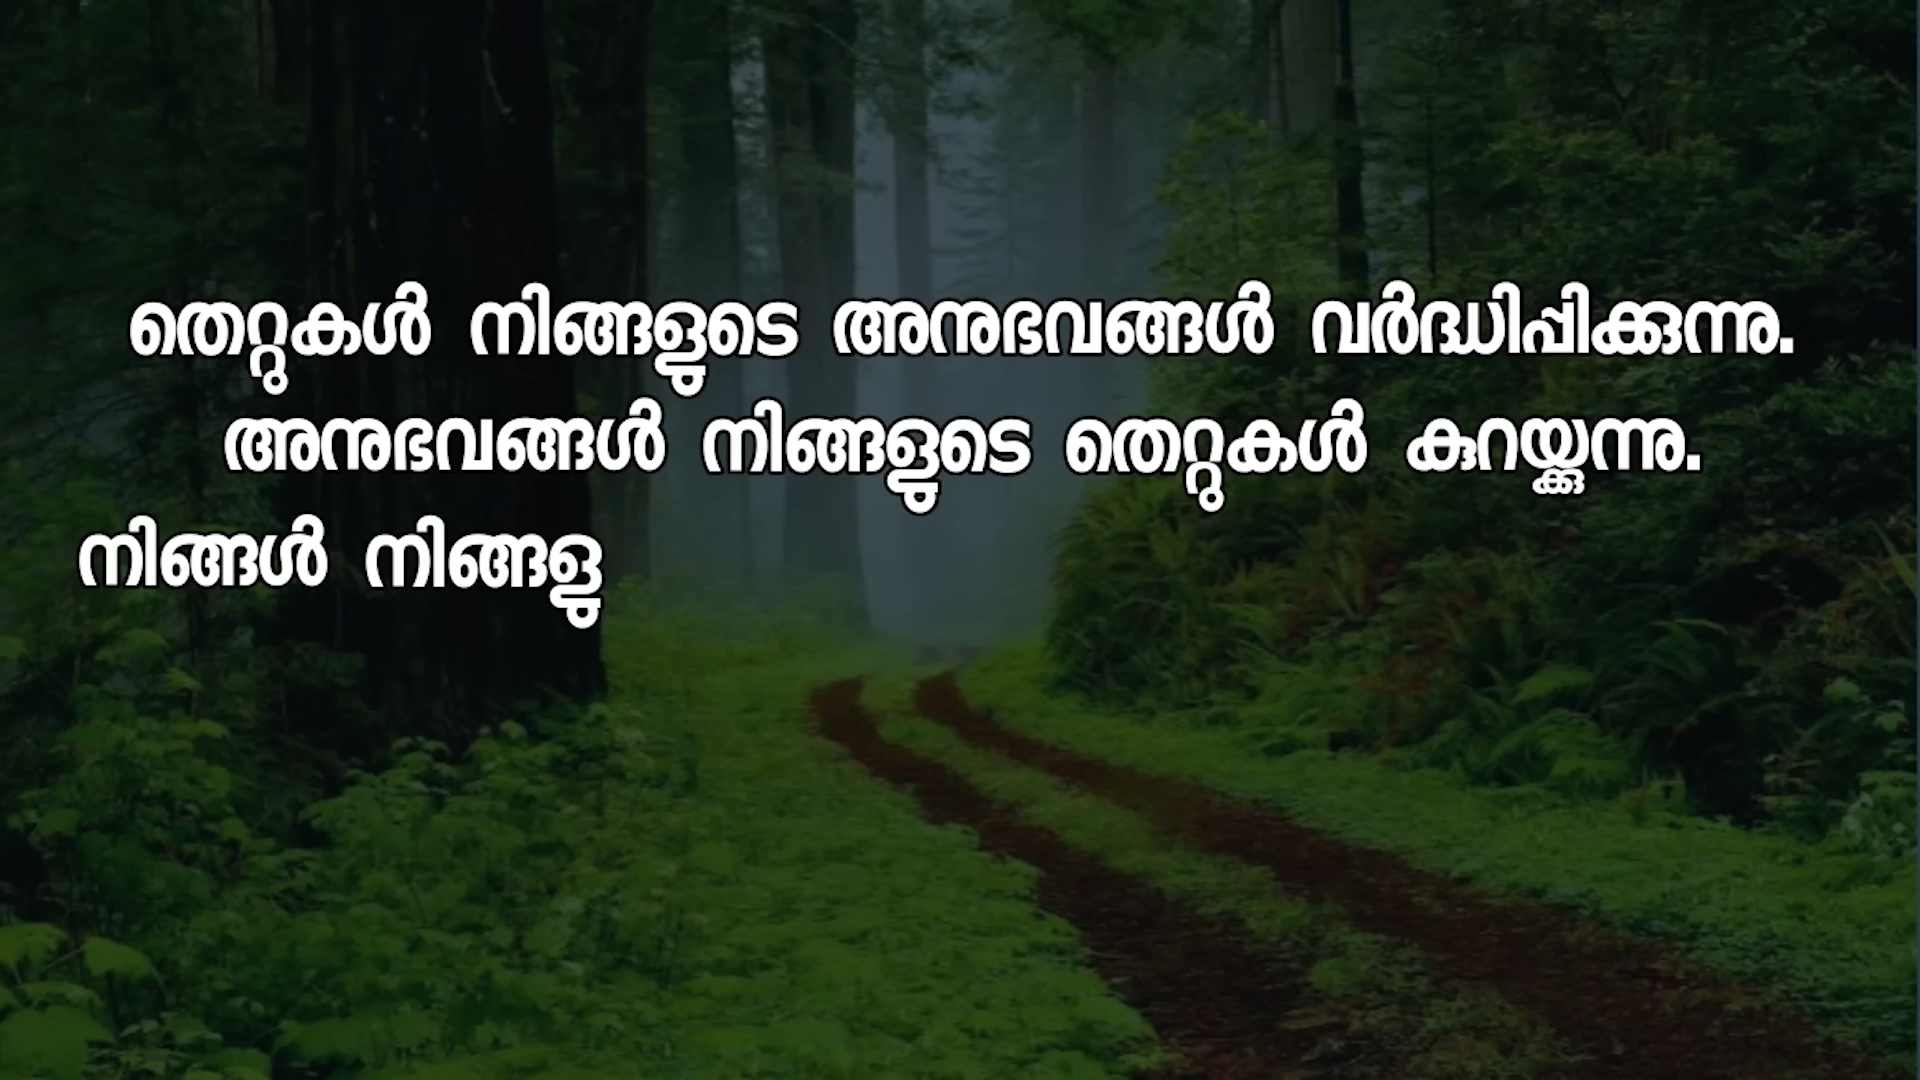 തെറ്റുകൾ നിങ്ങളുടെ അനുഭവങ്ങൾ വർദ്ധിപ്പിക്കുന്നു.
അനുഭവങ്ങൾ നിങ്ങളുടെ തെറ്റുകൾ കുറയ്ക്കുന്നു.
നിങ്ങൾ നിങ്ങളു